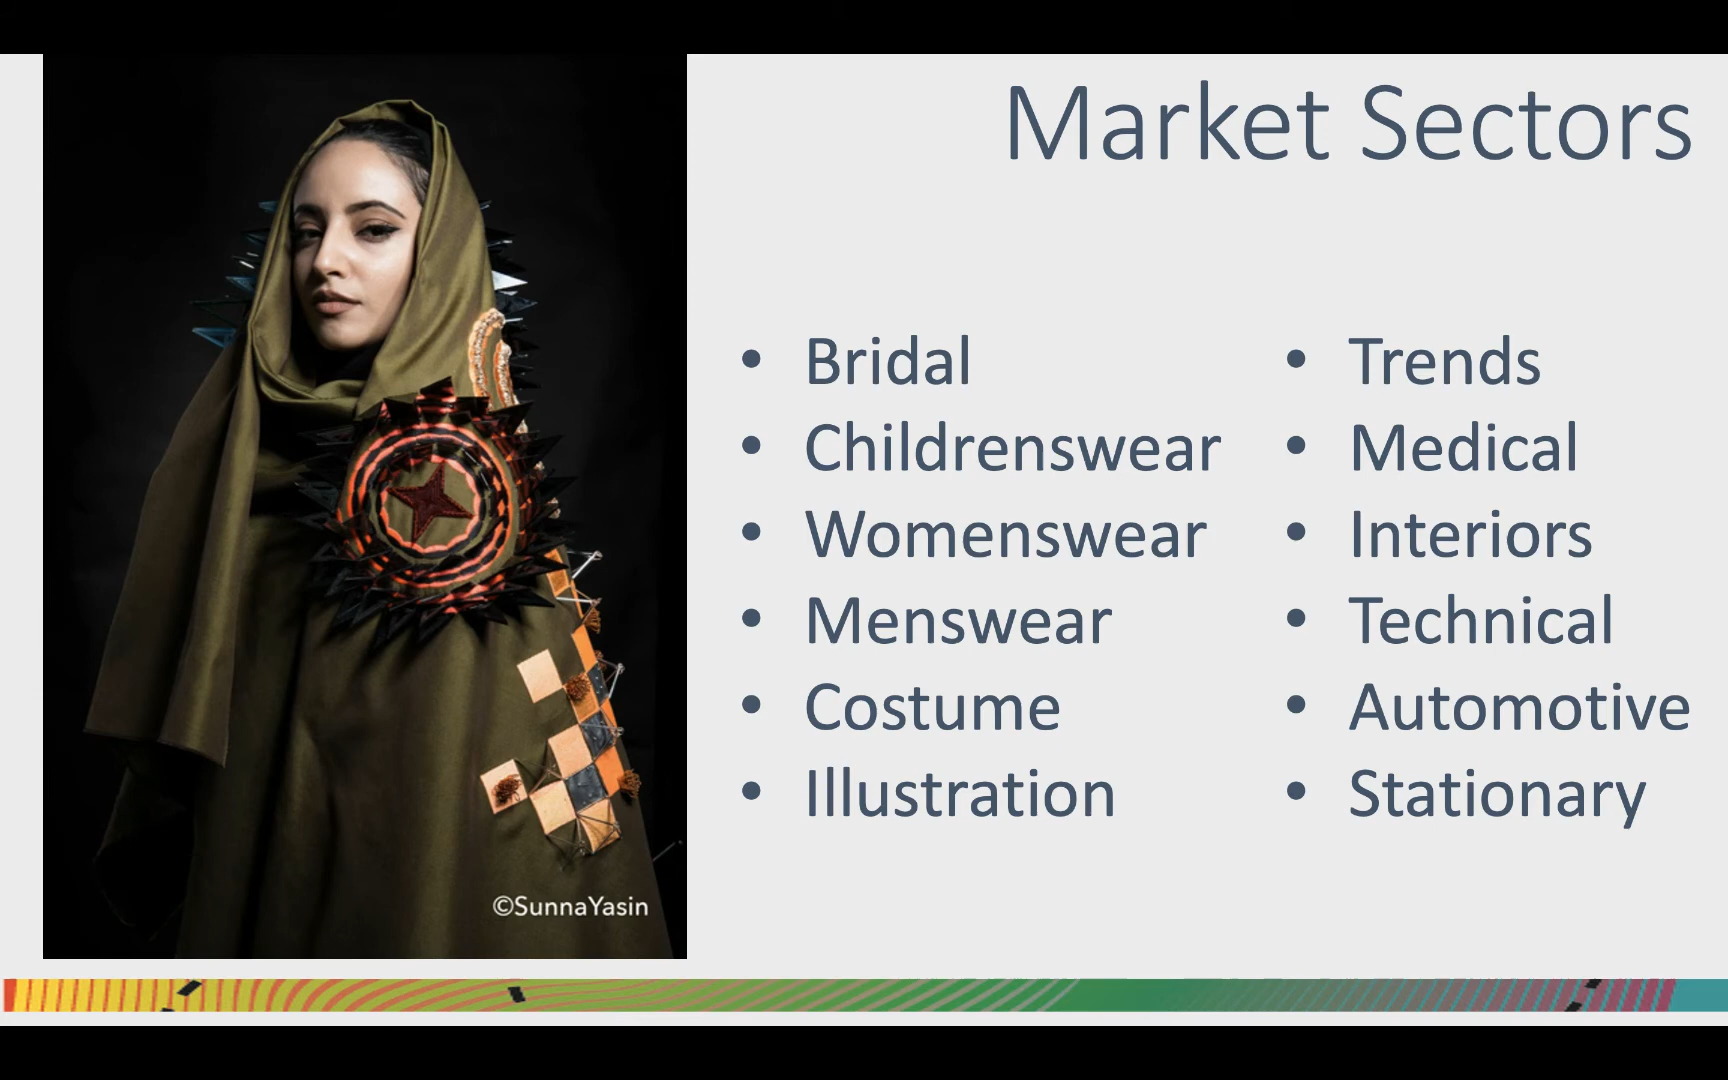 Market Sectors
• Bridal
• Childrenswear
• Womenswear
• Menswear
• Costume
• Illustration
• Trends
• Medical
• Interiors
• Technical
• Automotive
• Stationary
©SunnaYasin